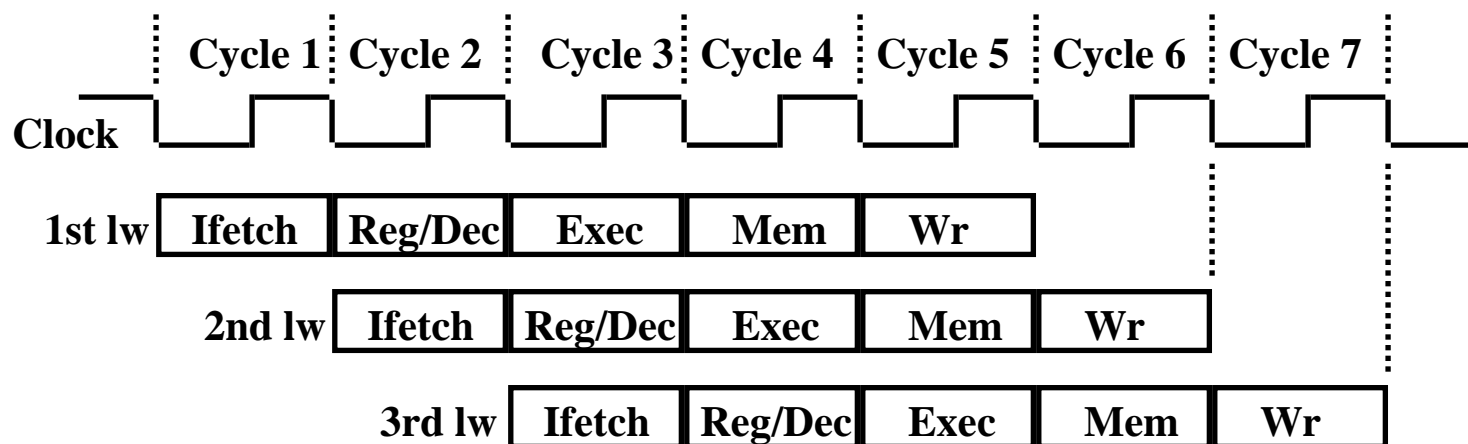 Cycle 1 Cycle 2 Cycle 3 Cycle 4 Cycle 5 Cycle 6 Cycle 7
Clock
1st lw Ifetch Reg/Dec Exec Mem Wr
2nd lw Ifetch Reg/Dec Exec Mem Wr
3rd lw Ifetch Reg/Dec Exec Mem Wr